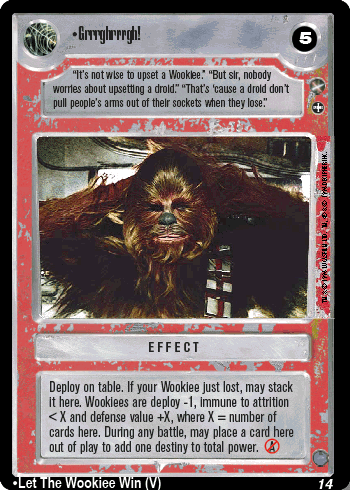 •Grrrghrrrgh!
5
"It's not wise to upset a Wookiee." "But sir, nobody
worries about upsetting a droid." "That's 'cause a droid don't
pull people's arms out of their sockets when they lose."
EFFECT
Deploy on table. If your Wookiee just lost, may stack
it here. Wookiees are deploy -1, immune to attrition
< X and defense value +X, where X = number of
cards here. During any battle, may place a card here
out of play to add one destiny to total power. A
•Let The Wookiee Win (V)
14